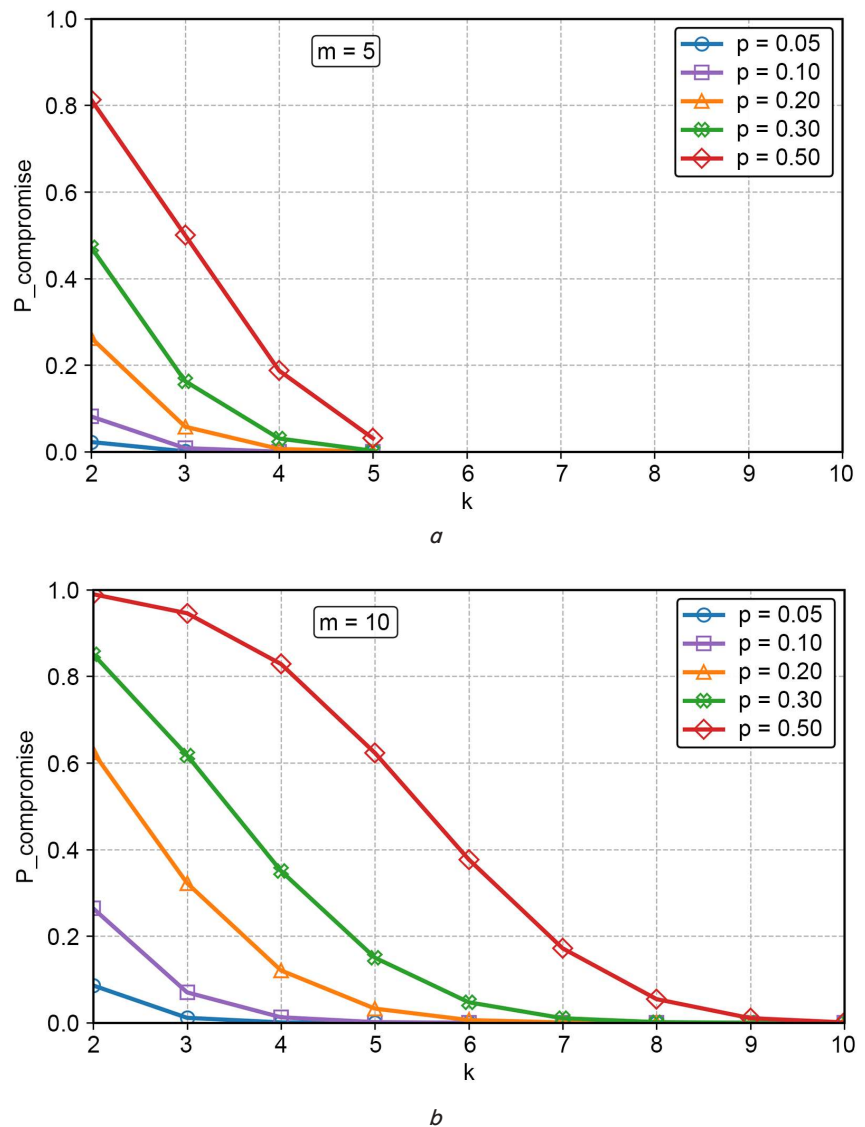 1.0
0.8
0.6
0.4
0.2
0.0
P_compromise
m = 5
p = 0.05
p = 0.10
p = 0.20
p = 0.30
p = 0.50
2 3 4 5 6 7 8 9 10
k
a
1.0
0.8
0.6
0.4
0.2
0.0
P_compromise
m = 10
p = 0.05
p = 0.10
p = 0.20
p = 0.30
p = 0.50
2 3 4 5 6 7 8 9 10
k
b